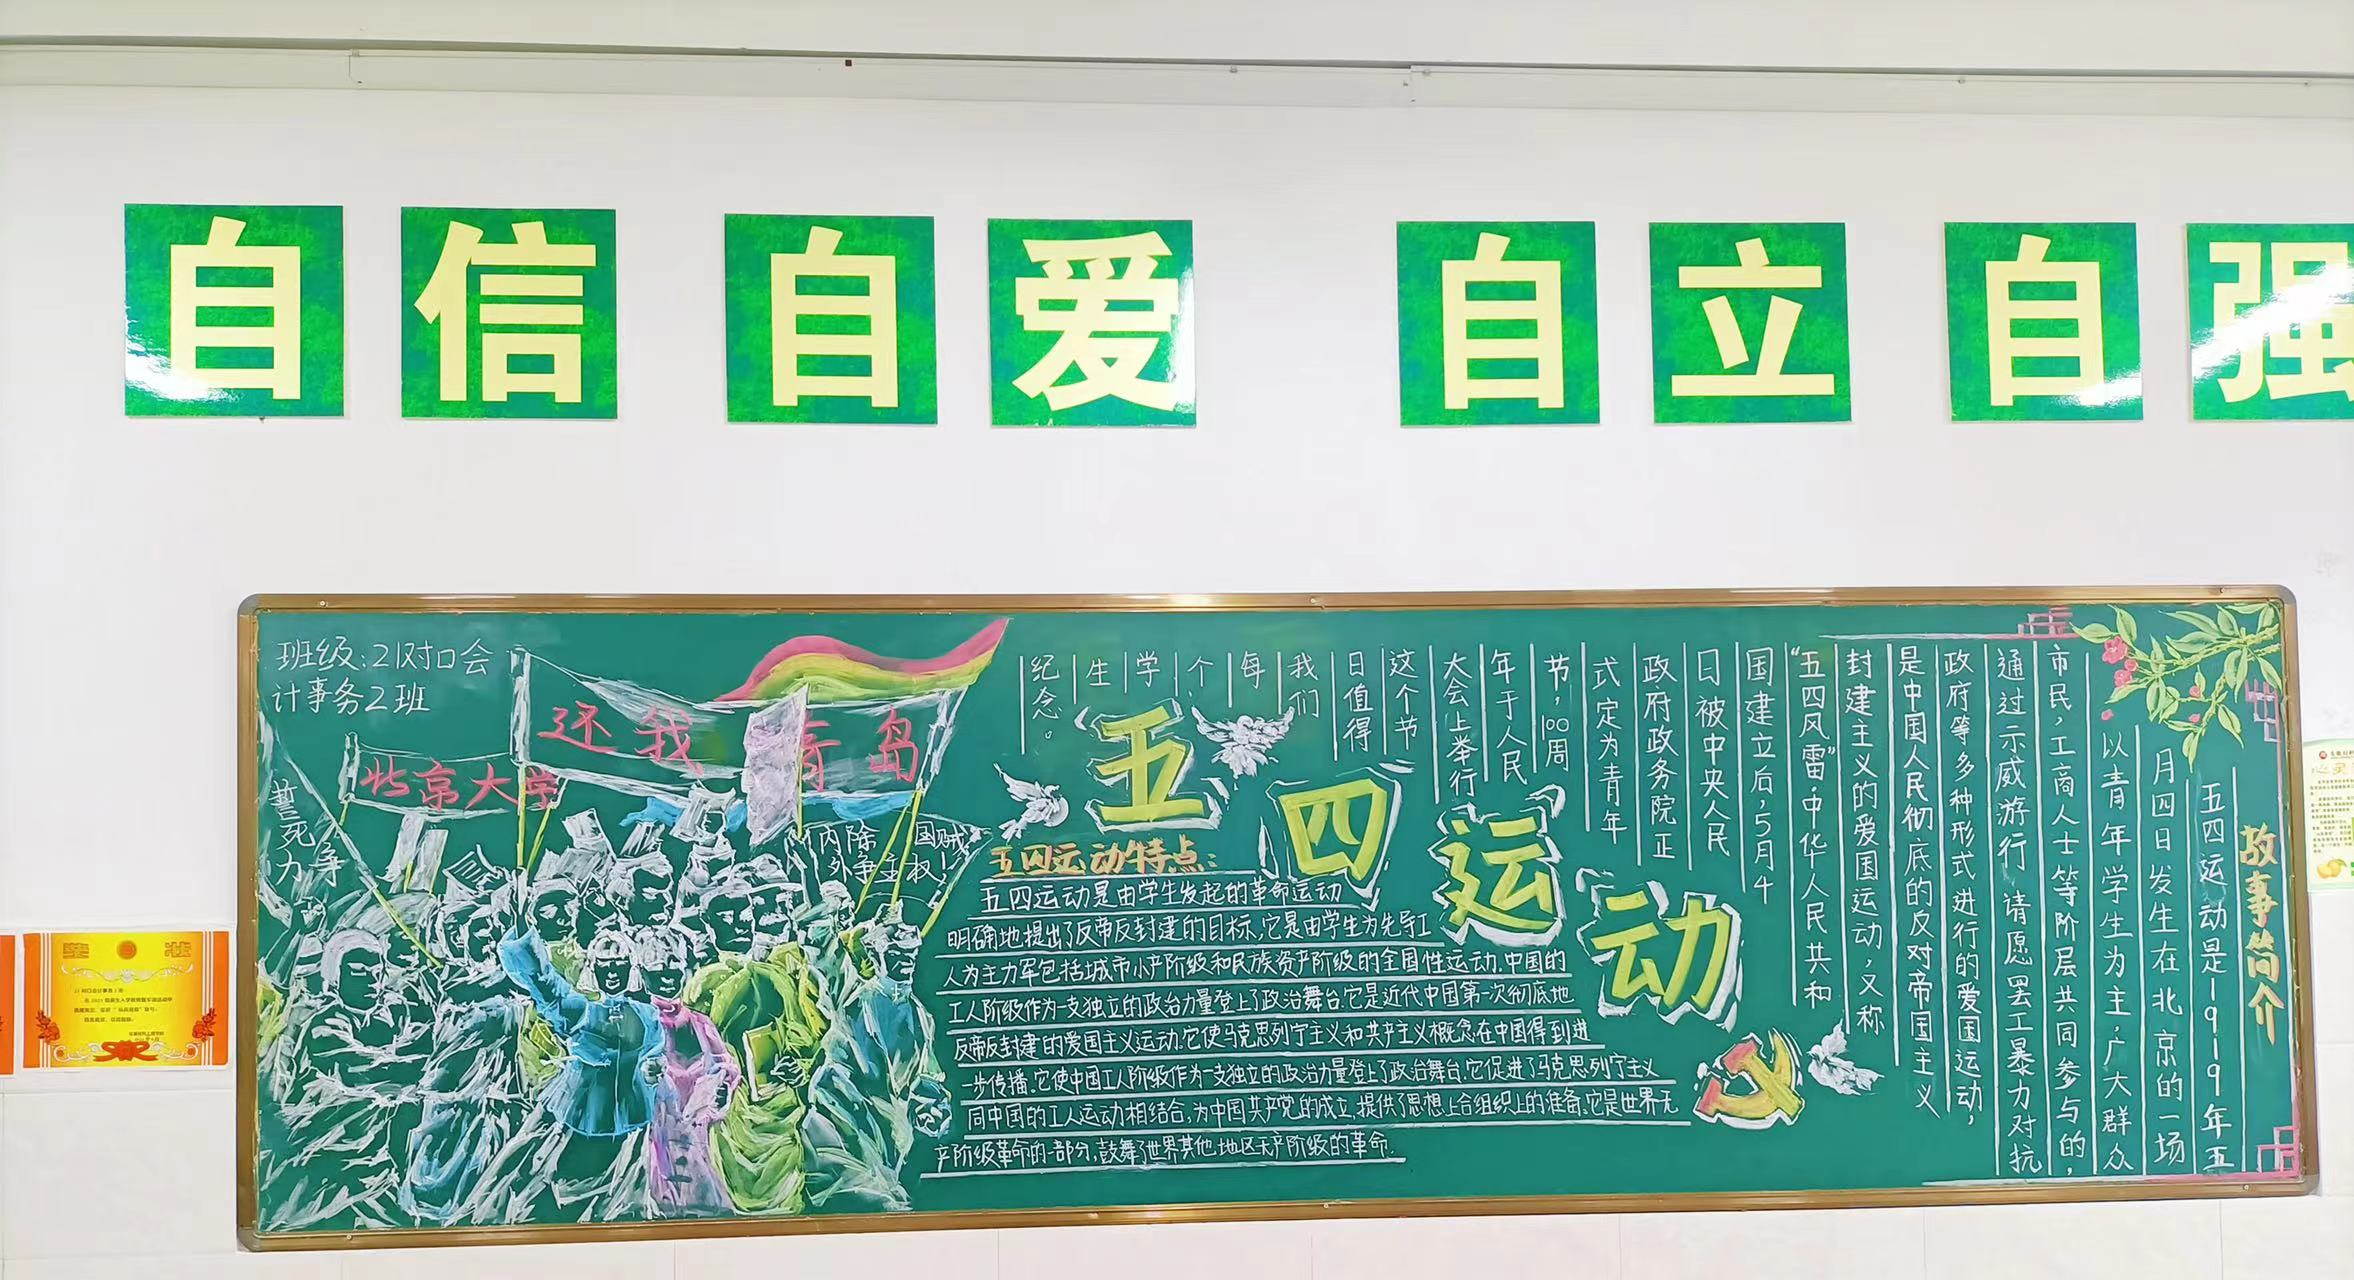 自信 自爱 自立 自强
班级:21对口会
计事务2班
还我青岛
北京大学
誓死力争
内除国贼
外争主权!
五四运动
故事简介
五四运动是1919年五
月四日发生在北京的一场
以青年学生为主,广大群众
市民,工商人士等阶层共同参与的,
通过示威游行 请愿 罢工暴力对抗
政府等多种形式进行的爱国运动,
是中国人民彻底的反对帝国主义
封建主义的爱国运动,又称
“五四风雷”.中华人民共和
国建立后,5月4
日被中央人民
政府政务院正
式定为青年
节!100周
年于人民
大会上举行
这个节
日值得
我们
每
个
学
生
纪念。
五四运动特点:
五四运动是由学生发起的革命运动
明确地提出了反帝反封建的目标.它是由学生为先导工
人为主力军包括城市小产阶级和民族资产阶级的全国性运动.中国的
工人阶级作为一支独立的政治力量登上了政治舞台.它是近代中国第一次彻底地
反帝反封建的爱国主义运动.它使马克思列宁主义和共产主义概念在中国得到进
一步传播.它使中国工人阶级作为一支独立的政治力量登上了政治舞台.它促进了马克思列宁主义
同中国的工人运动相结合,为中国共产党的成立,提供了思想上合组织上的准备.它是世界无
产阶级革命的一部分,鼓舞了世界其他地区无产阶级的革命.